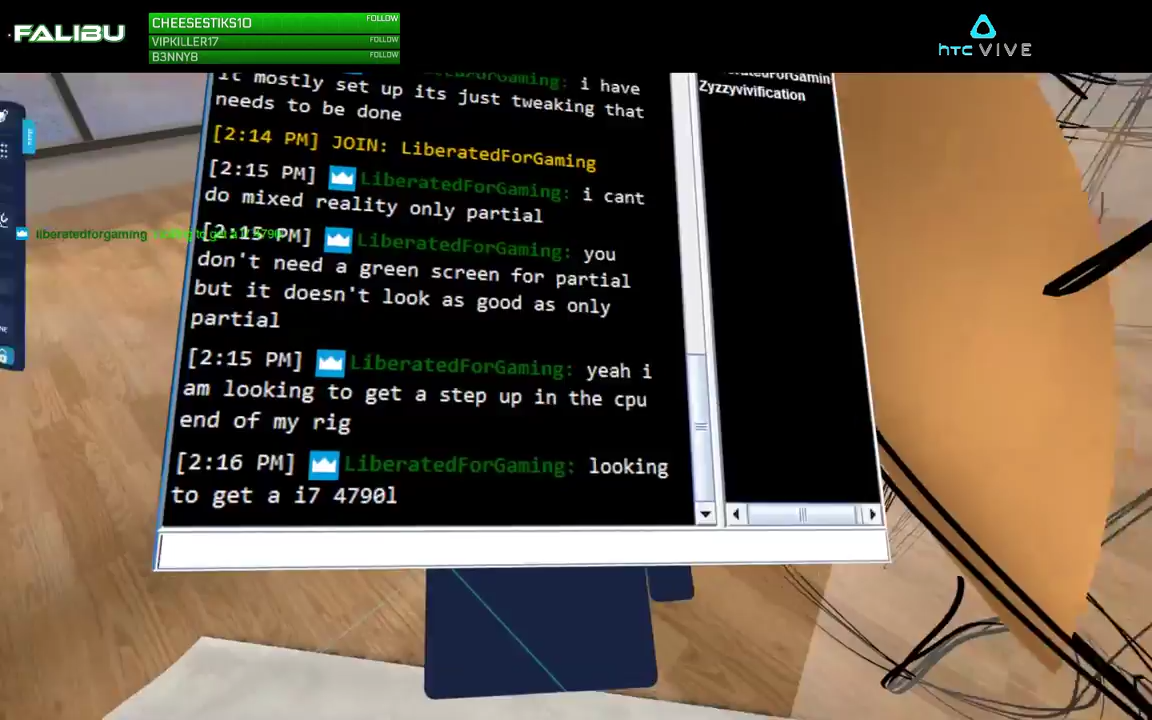 FALIBU
CHEESESTIKS10 FOLLOW
VIPKILLER17 FOLLOW
B3NNY8 FOLLOW
htc VIVE
i have
it mostly set up its just tweaking that
needs to be done
[2:14 PM] JOIN: LiberatedForGaming
[2:15 PM] LiberatedForGaming: i cant
do mixed reality only partial
[2:15 PM] LiberatedForGaming: you
don't need a green screen for partial
but it doesn't look as good as only
partial
[2:15 PM] LiberatedForGaming: yeah i
am looking to get a step up in the cpu
end of my rig
[2:16 PM] LiberatedForGaming: looking
to get a i7 4790l
Zyzzyvivification
liberatedforgaming